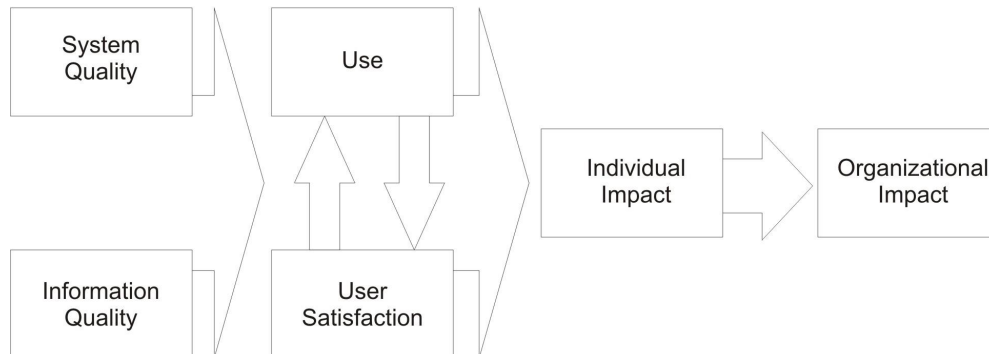 System
Quality
Use
Individual
Impact
Organizational
Impact
Information
Quality
User
Satisfaction